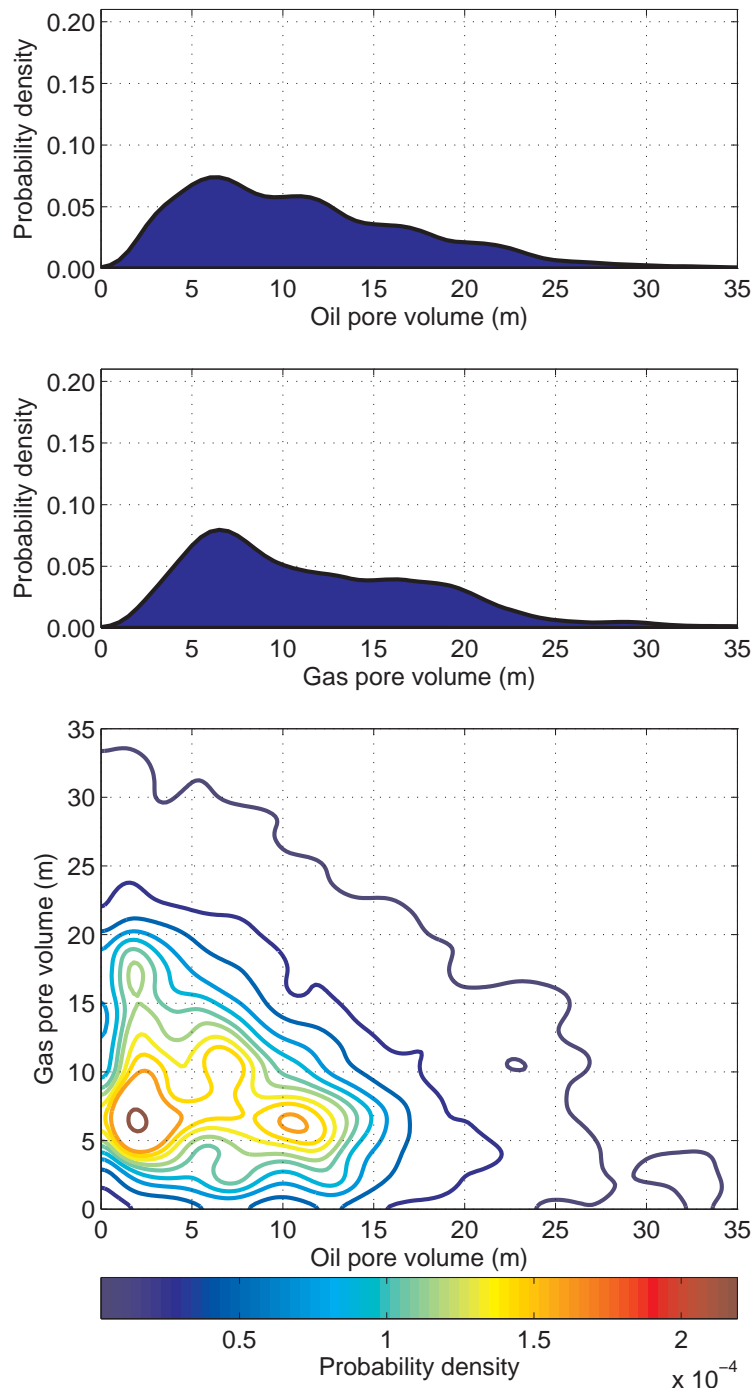 0.20
0.15
0.10
0.05
0.00
Probability density
0 5 10 15 20 25 30 35
Oil pore volume (m)
0.20
0.15
0.10
0.05
0.00
Probability density
0 5 10 15 20 25 30 35
Gas pore volume (m)
35
30
25
20
15
10
5
0
Gas pore volume (m)
0 5 10 15 20 25 30 35
Oil pore volume (m)
0.5 1 1.5 2
Probability density
x 10⁻⁴